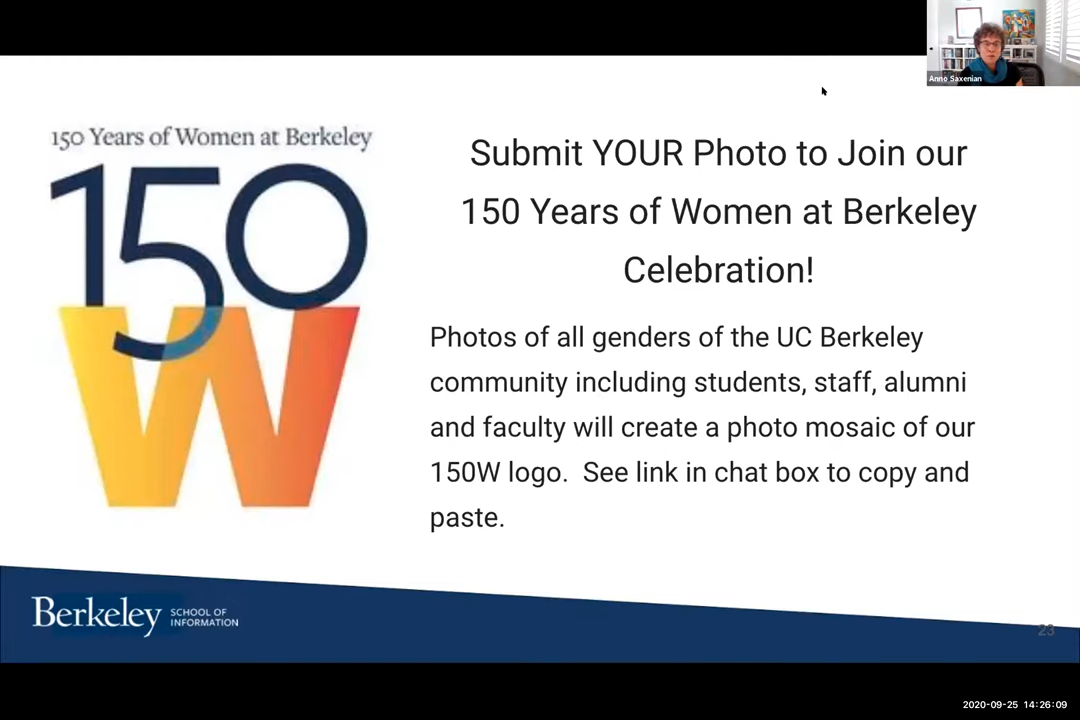 Anno Saxenian
150 Years of Women at Berkeley
150
W
Submit YOUR Photo to Join our
150 Years of Women at Berkeley
Celebration!
Photos of all genders of the UC Berkeley
community including students, staff, alumni
and faculty will create a photo mosaic of our
150W logo.  See link in chat box to copy and
paste.
Berkeley
SCHOOL OF
INFORMATION
23
2020-09-25 14:26:09